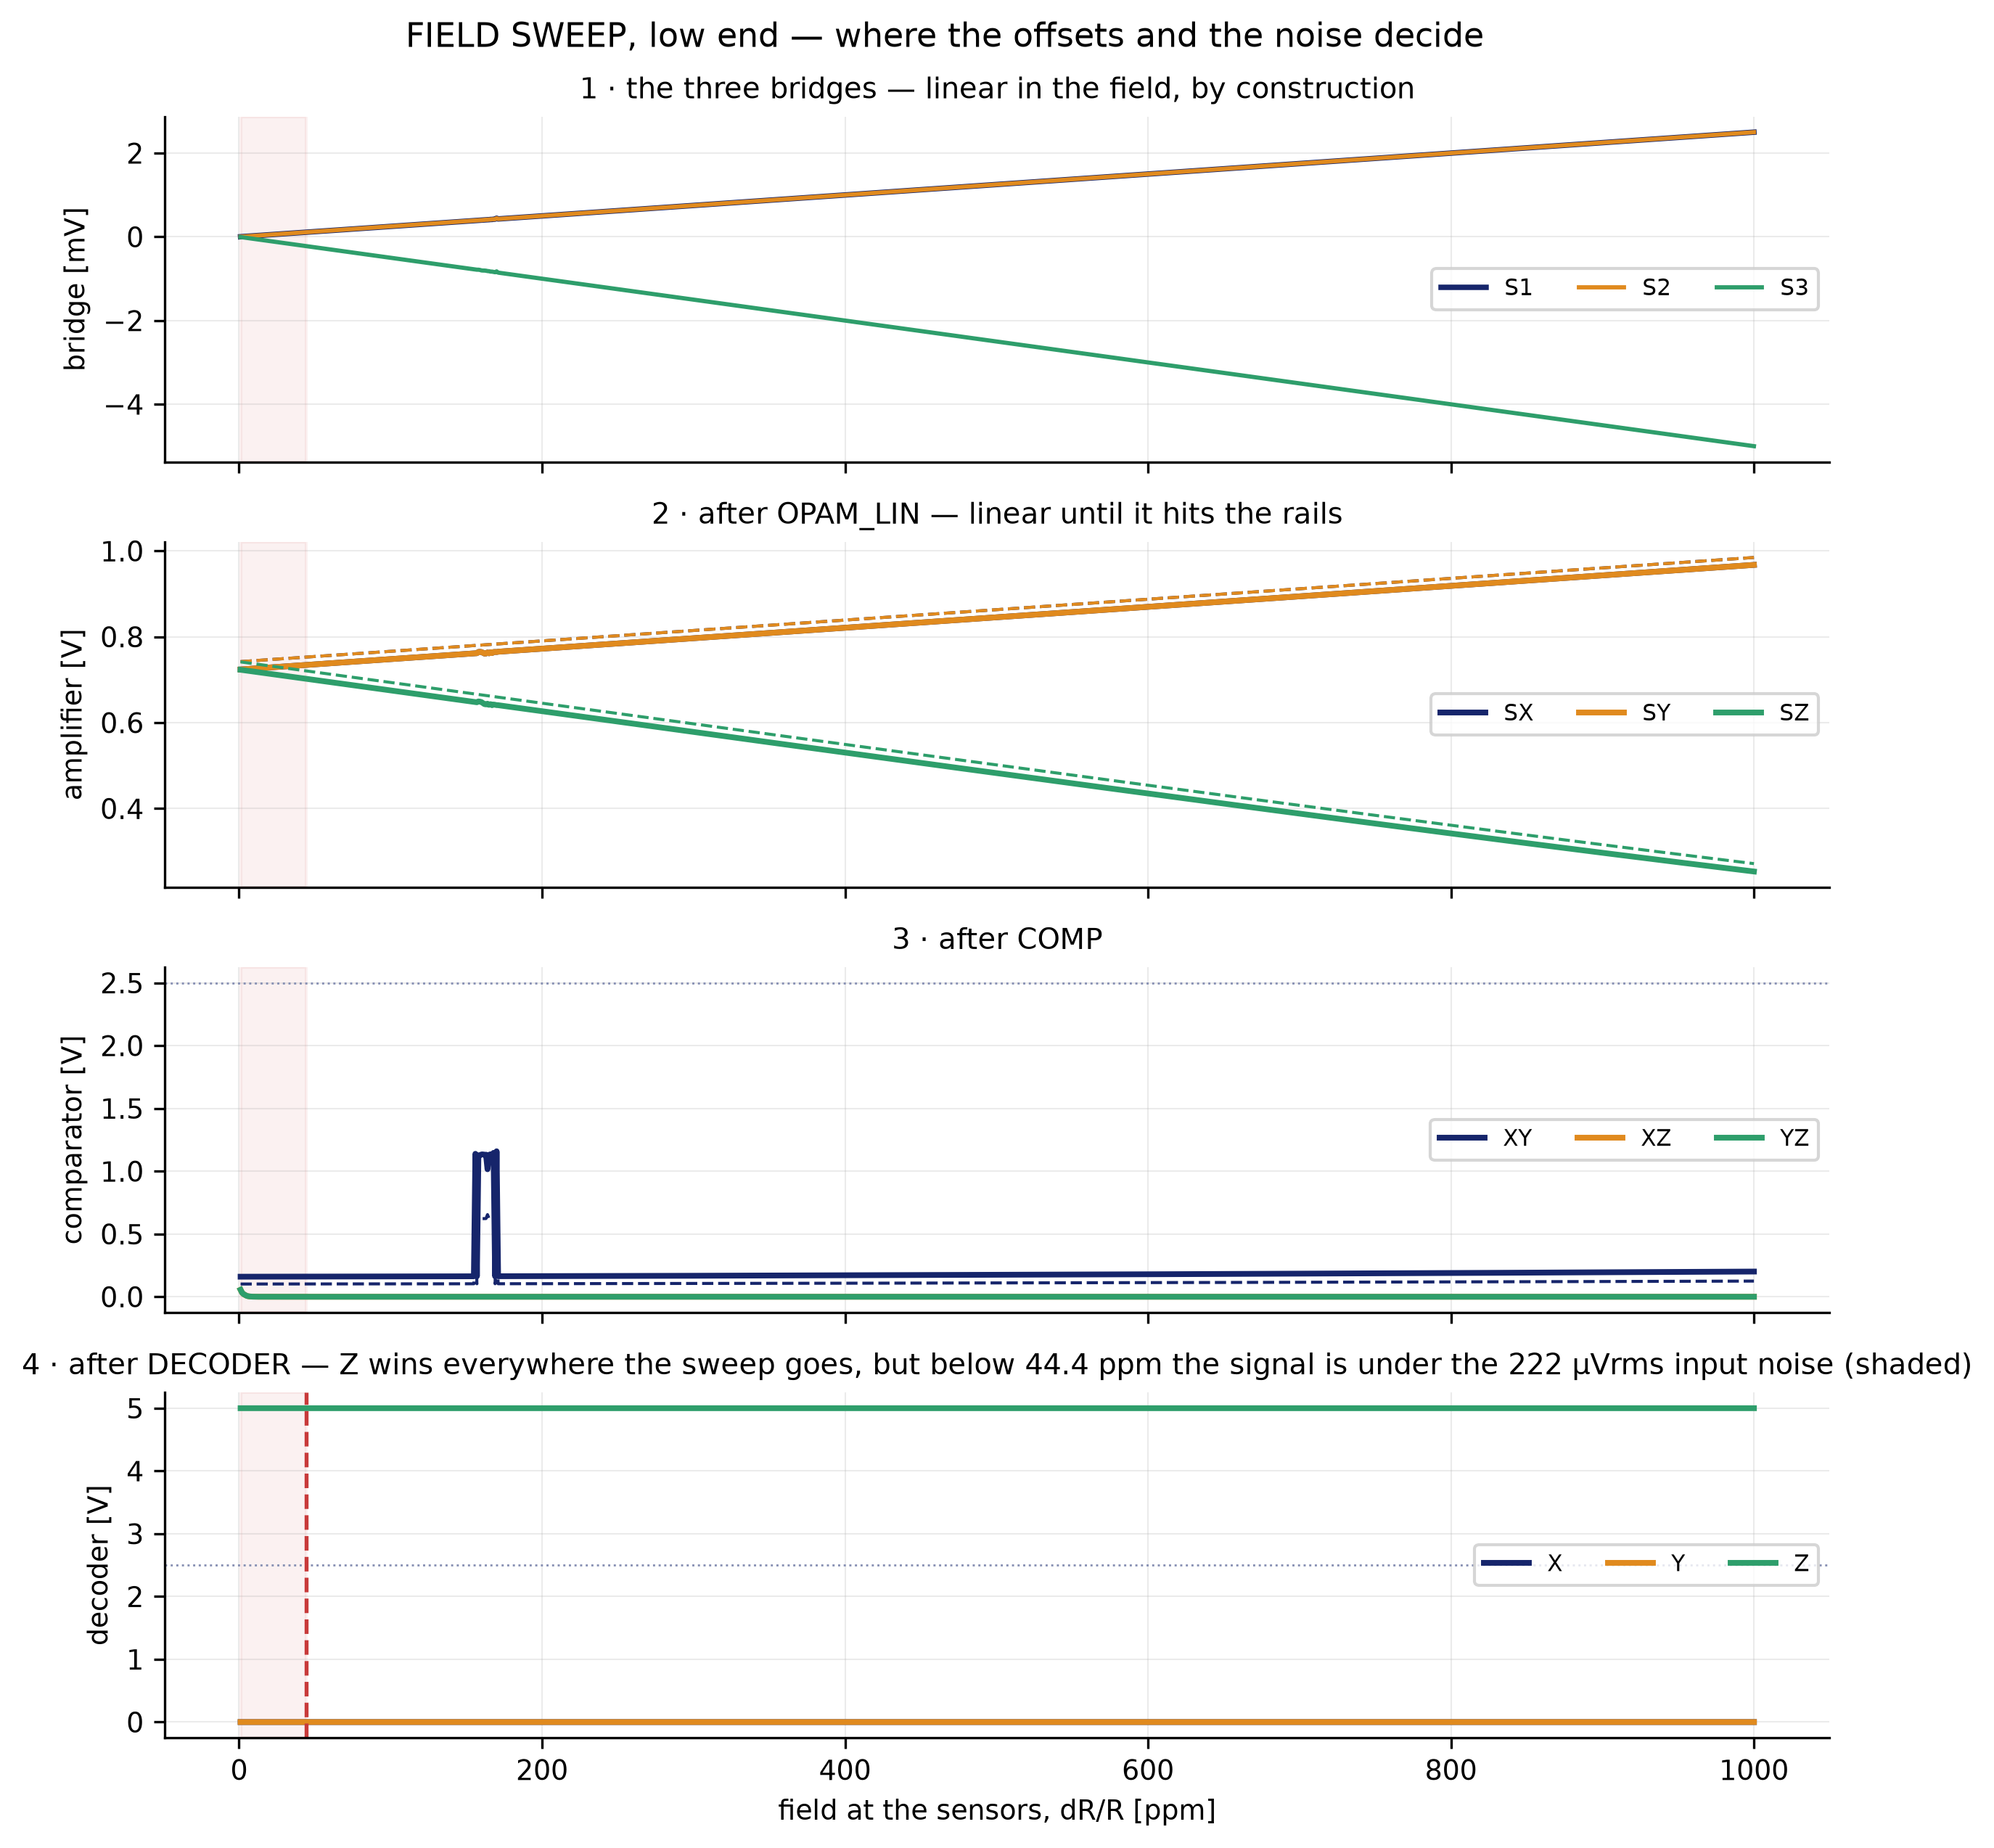 FIELD SWEEP, low end — where the offsets and the noise decide
1 · the three bridges — linear in the field, by construction
bridge [mV]
2
0
−2
−4
S1 S2 S3
2 · after OPAM_LIN — linear until it hits the rails
amplifier [V]
1.0
0.8
0.6
0.4
SX SY SZ
3 · after COMP
comparator [V]
2.5
2.0
1.5
1.0
0.5
0.0
XY XZ YZ
4 · after DECODER — Z wins everywhere the sweep goes, but below 44.4 ppm the signal is under the 222 µVrms input noise (shaded)
decoder [V]
5
4
3
2
1
0
X Y Z
0 200 400 600 800 1000
field at the sensors, dR/R [ppm]